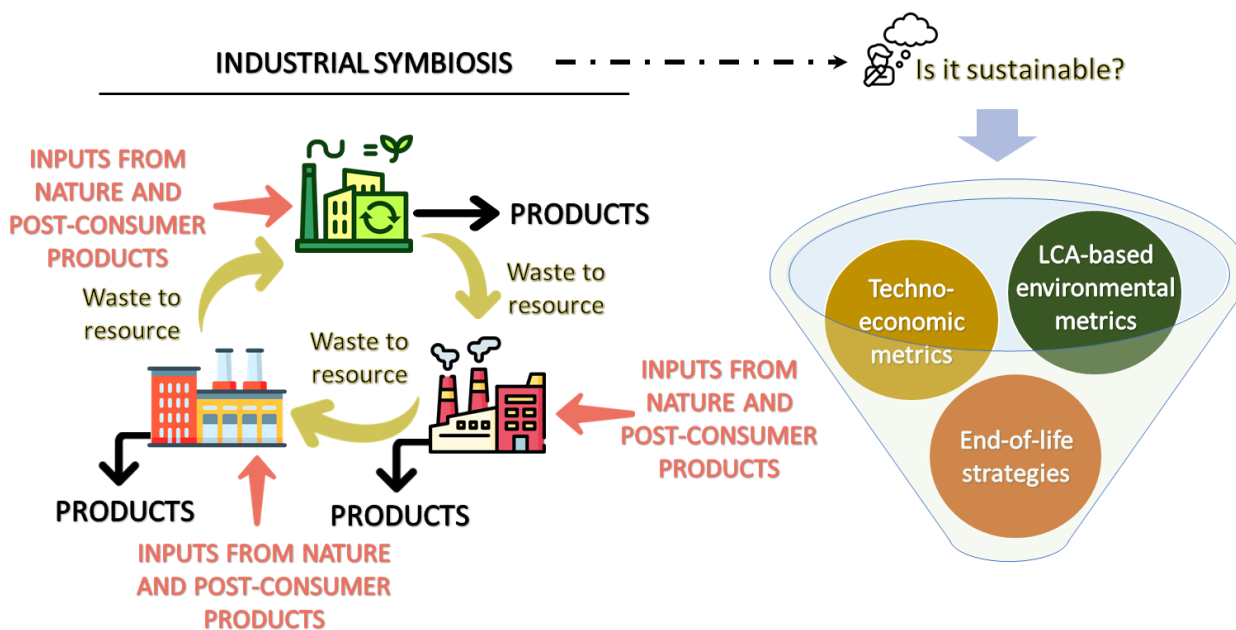 INDUSTRIAL SYMBIOSIS
Is it sustainable?
INPUTS FROM
NATURE AND
POST-CONSUMER
PRODUCTS
=
PRODUCTS
Waste to
resource
Waste to
resource
Waste to
resource
INPUTS FROM
NATURE AND
POST-CONSUMER
PRODUCTS
PRODUCTS
PRODUCTS
INPUTS FROM NATURE
AND POST-CONSUMER
PRODUCTS
Techno-
economic
metrics
LCA-based
environmental
metrics
End-of-life
strategies